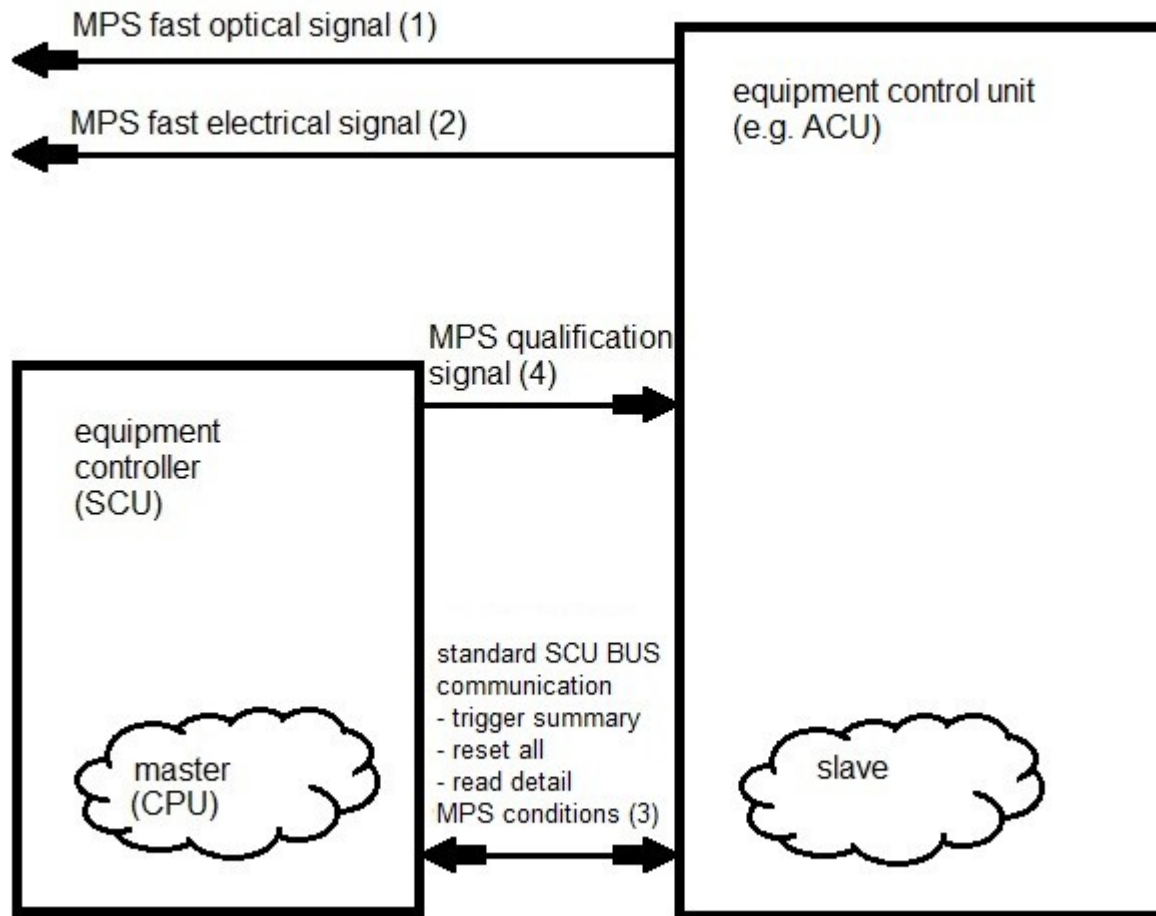 MPS fast optical signal (1)
MPS fast electrical signal (2)
equipment control unit
(e.g. ACU)
MPS qualification
signal (4)
equipment
controller
(SCU)
standard SCU BUS
communication
- trigger summary
- reset all
- read detail
MPS conditions (3)
master
(CPU)
slave